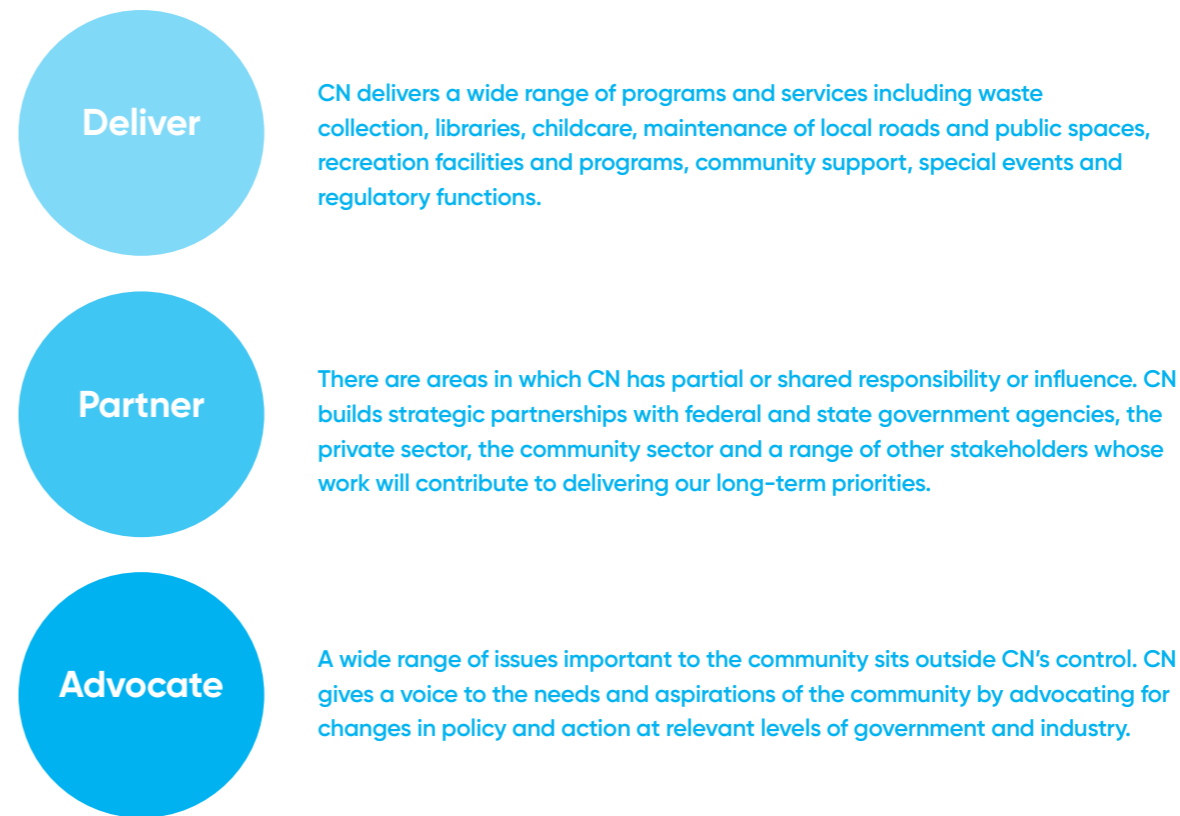 Deliver
CN delivers a wide range of programs and services including waste
collection, libraries, childcare, maintenance of local roads and public spaces,
recreation facilities and programs, community support, special events and
regulatory functions.
Partner
There are areas in which CN has partial or shared responsibility or influence. CN
builds strategic partnerships with federal and state government agencies, the
private sector, the community sector and a range of other stakeholders whose
work will contribute to delivering our long-term priorities.
Advocate
A wide range of issues important to the community sits outside CN’s control. CN
gives a voice to the needs and aspirations of the community by advocating for
changes in policy and action at relevant levels of government and industry.